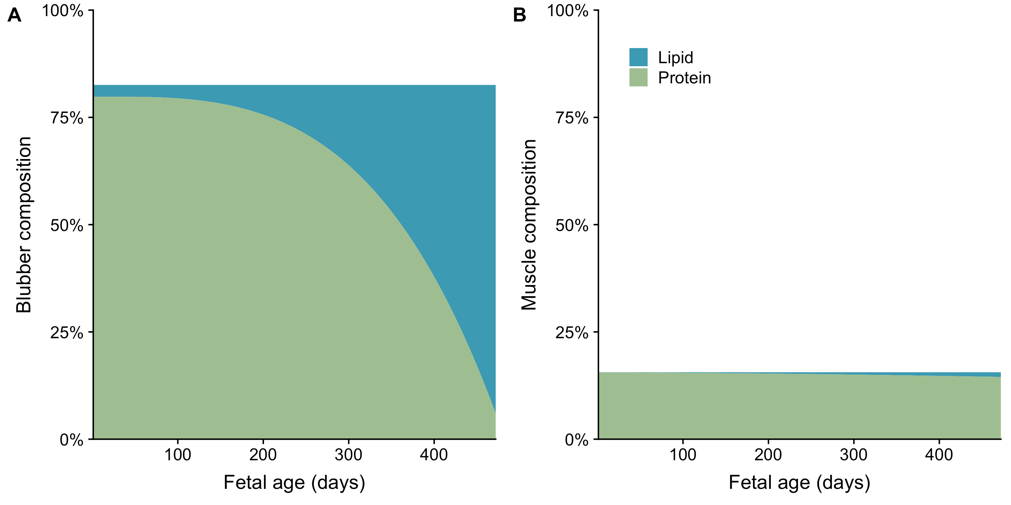 A
100%
75%
50%
25%
0%
Blubber composition
100 200 300 400
Fetal age (days)
B
100%
75%
50%
25%
0%
Muscle composition
Lipid
Protein
100 200 300 400
Fetal age (days)